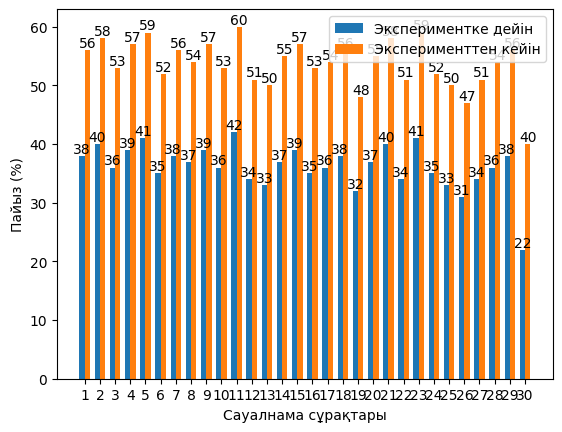 Экспериментке дейін
Эксперименттен кейін
Пайыз (%)
60
50
40
30
20
10
0
56 58 53 57 59 52 56 54 57 53 60 51 50 55 57 53 54 56 48 51 59 52 50 47 51 54 56 40
38 40 36 39 41 35 38 37 39 36 42 34 33 37 39 35 36 38 32 37 40 34 41 35 33 31 34 36 38 22
1 2 3 4 5 6 7 8 9 10 11 12 13 14 15 16 17 18 19 20 21 22 23 24 25 26 27 28 29 30
Сауалнама сұрақтары